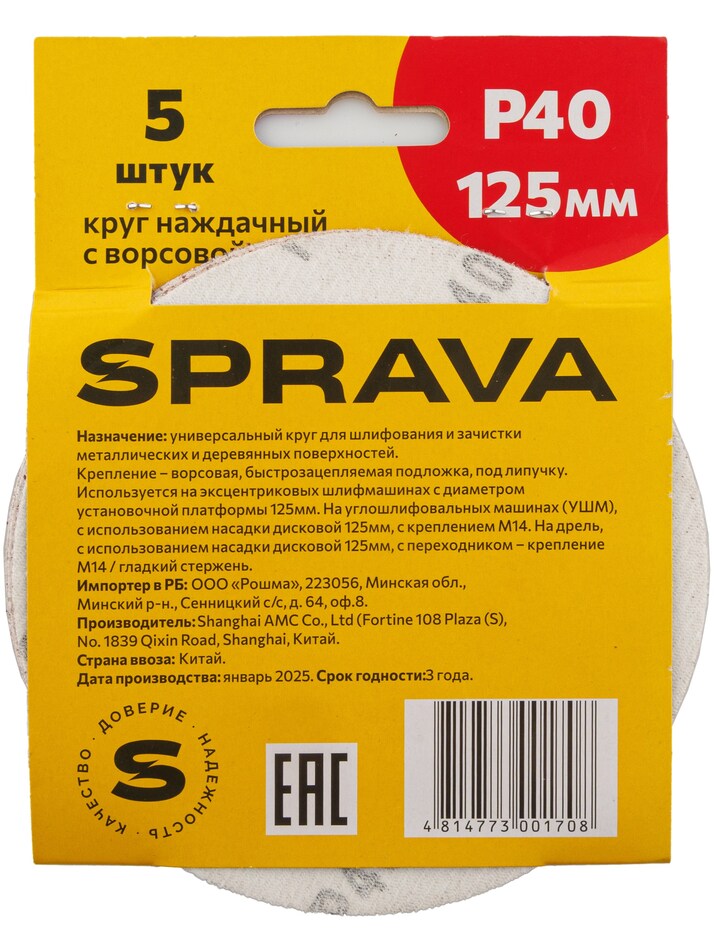 5
штук
P40
125мм
круг наждачный
с ворсовой
SPRAVA
Назначение: универсальный круг для шлифования и зачистки
металлических и деревянных поверхностей.
Крепление – ворсовая, быстрозацепляемая подложка, под липучку.
Используется на эксцентриковых шлифмашинах с диаметром
установочной платформы 125мм. На углошлифовальных машинах (УШМ),
с использованием насадки дисковой 125мм, с креплением М14. На дрель,
с использованием насадки дисковой 125мм, с переходником – крепление
М14 / гладкий стержень.
Импортер в РБ: ООО «Рошма», 223056, Минская обл.,
Минский р-н., Сенницкий с/с, д. 64, оф.8.
Производитель: Shanghai AMC Co., Ltd (Fortine 108 Plaza (S),
No. 1839 Qixin Road, Shanghai, Китай.
Страна ввоза: Китай.
Дата производства: январь 2025. Срок годности:3 года.
КАЧЕСТВО · ДОВЕРИЕ · НАДЕЖНОСТЬ ·
S
EAC
4 814773 001708